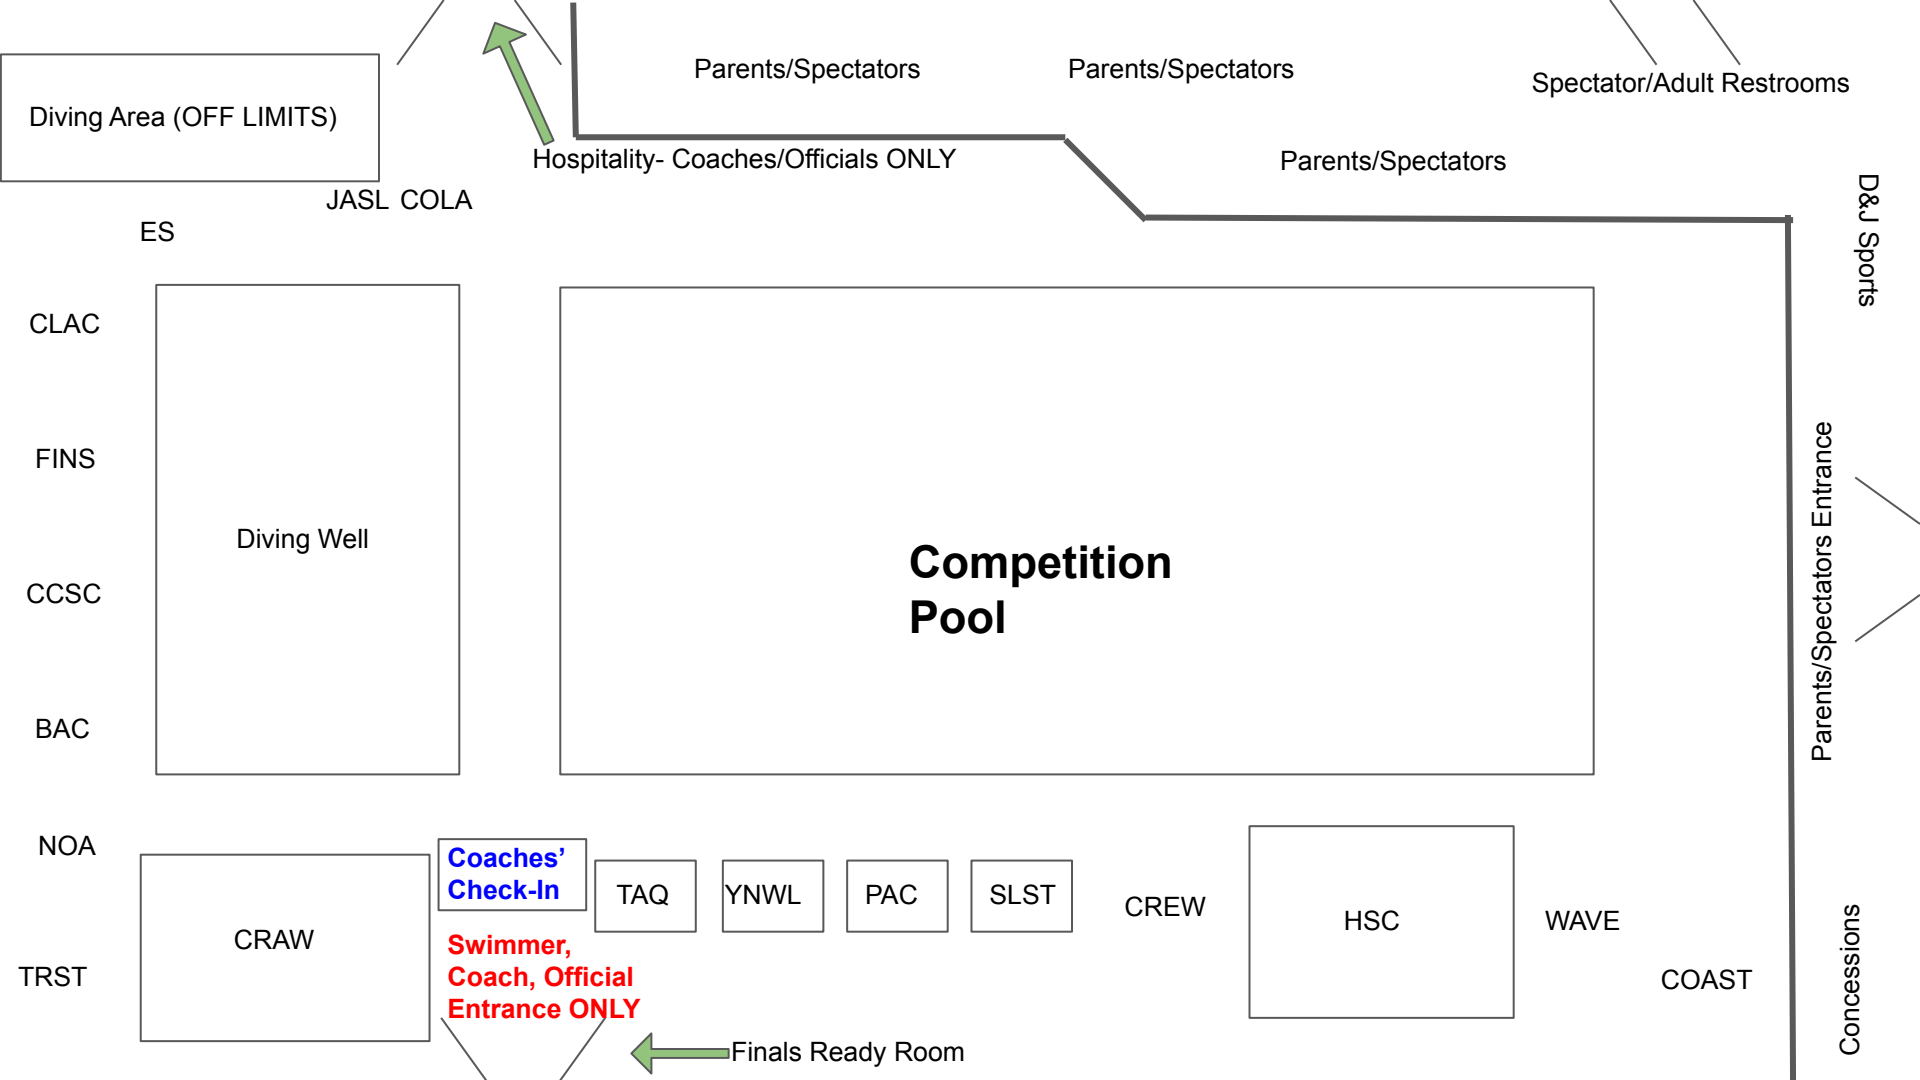 Parents/Spectators
Parents/Spectators
Spectator/Adult Restrooms
Diving Area (OFF LIMITS)
Hospitality- Coaches/Officials ONLY
Parents/Spectators
JASL
COLA
ES
D&J Sports
CLAC
FINS
Diving Well
Competition
Pool
CCSC
Parents/Spectators Entrance
BAC
NOA
Coaches’
Check-In
TAQ
YNWL
PAC
SLST
CREW
HSC
WAVE
CRAW
Swimmer,
Coach, Official
Entrance ONLY
TRST
COAST
Concessions
Finals Ready Room